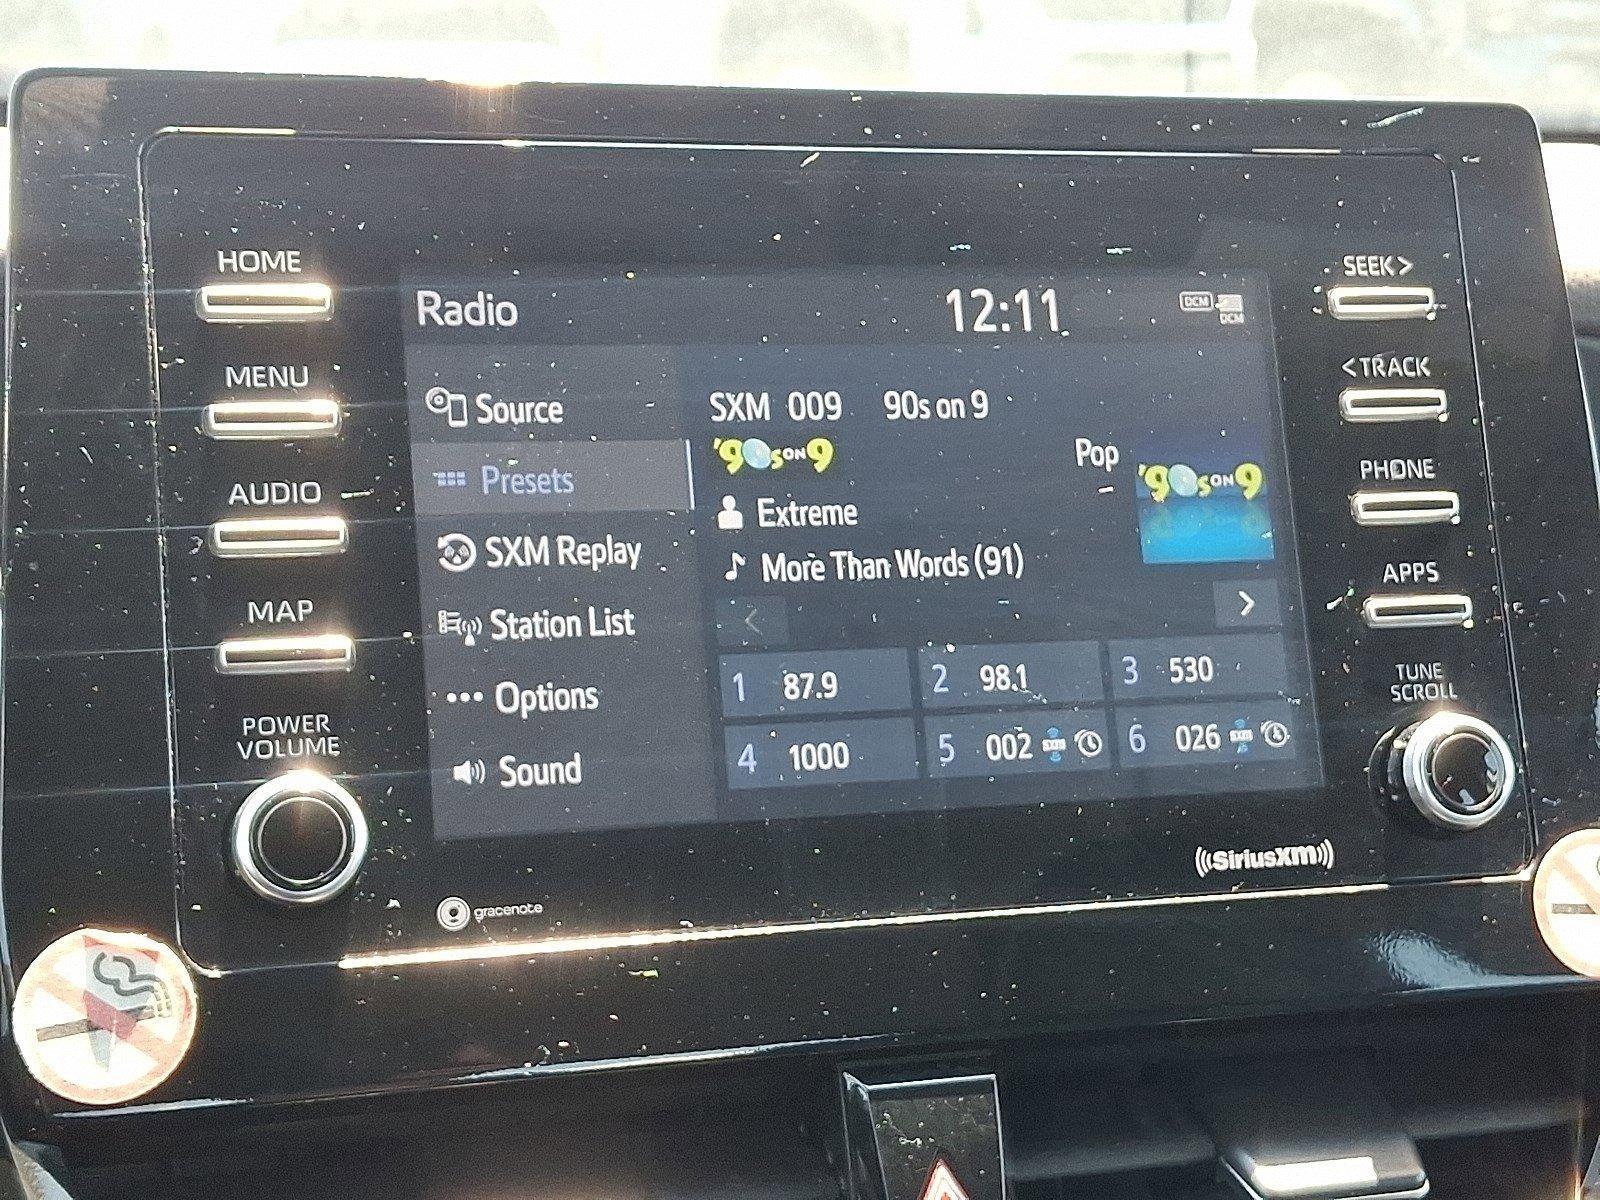 HOME
MENU
AUDIO
MAP
POWER
VOLUME
Radio
12:11
DCM
DCM
Source
Presets
SXM Replay
Station List
Options
Sound
SXM 009 90s on 9
'90s ON 9
Pop
'90s ON 9
Extreme
More Than Words (91)
<
>
1 87.9
2 98.1
3 530
4 1000
5 002 SXM
6 026 SXM
SEEK>
<TRACK
PHONE
APPS
TUNE
SCROLL
gracenote
((SiriusXM))